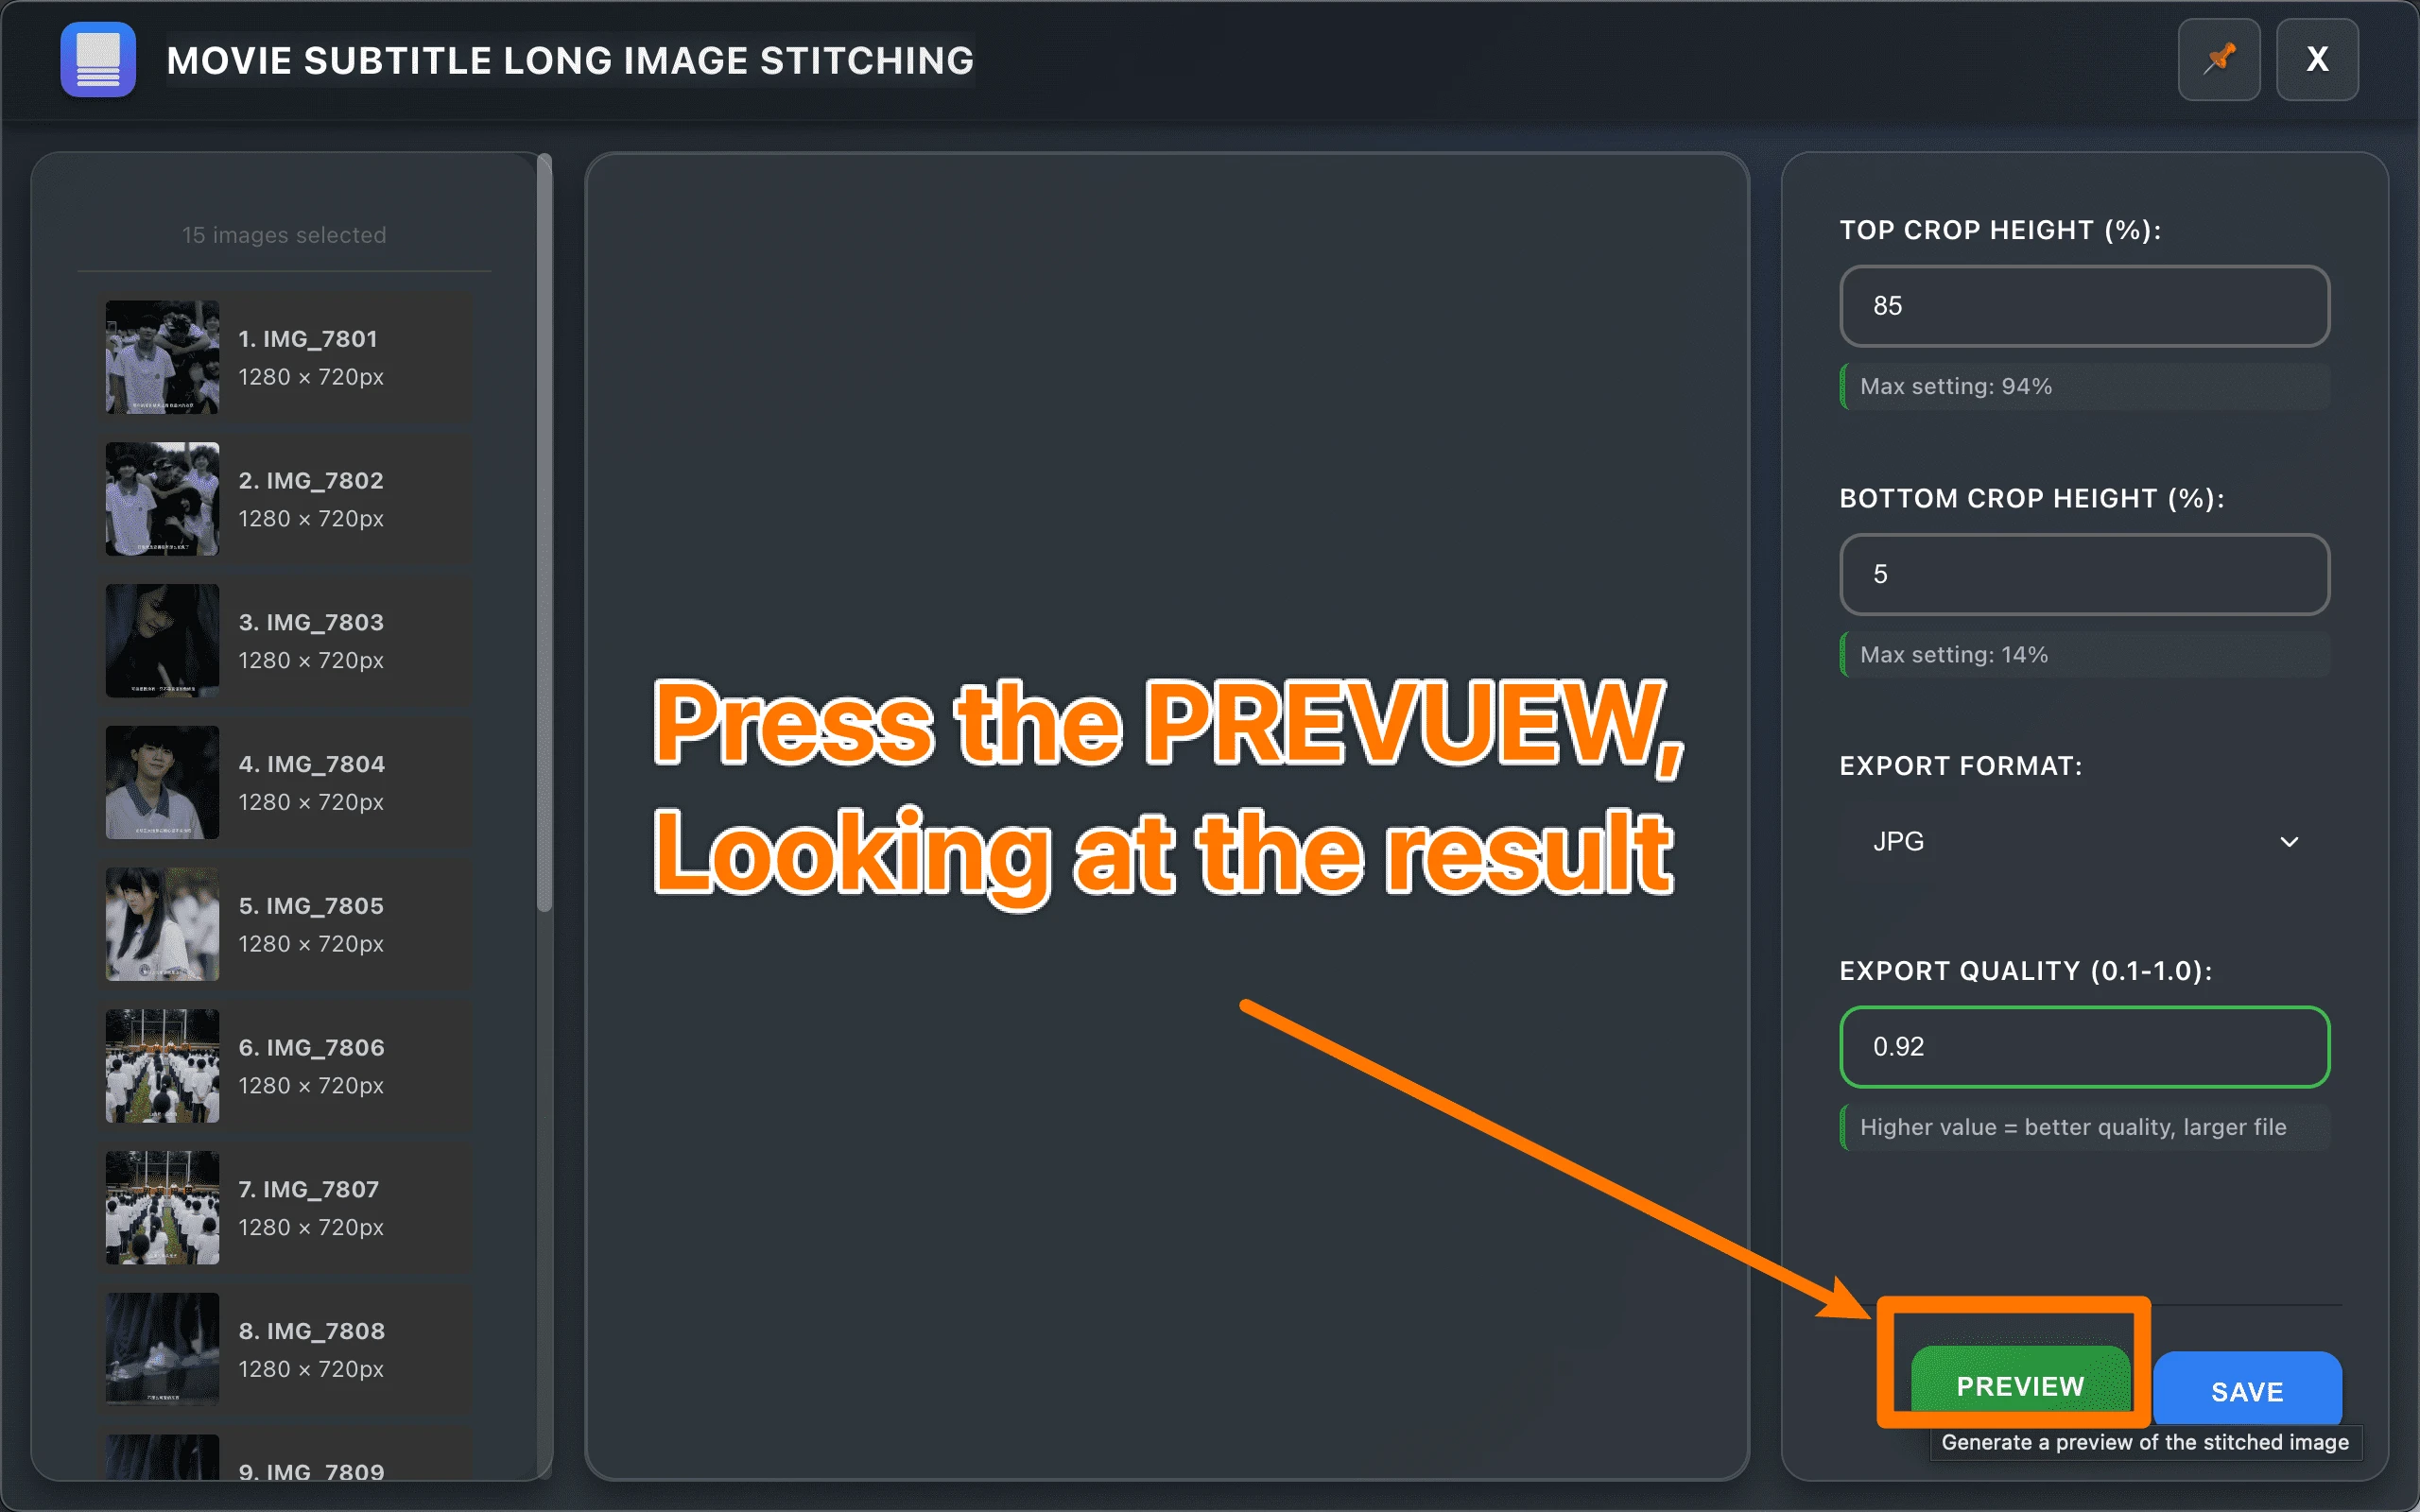 MOVIE SUBTITLE LONG IMAGE STITCHING
X
15 images selected
1. IMG_7801
1280 × 720px
2. IMG_7802
1280 × 720px
3. IMG_7803
1280 × 720px
4. IMG_7804
1280 × 720px
5. IMG_7805
1280 × 720px
6. IMG_7806
1280 × 720px
7. IMG_7807
1280 × 720px
8. IMG_7808
1280 × 720px
9. IMG_7809
Press the PREVUEW,
Looking at the result
TOP CROP HEIGHT (%):
85
Max setting: 94%
BOTTOM CROP HEIGHT (%):
5
Max setting: 14%
EXPORT FORMAT:
JPG
EXPORT QUALITY (0.1-1.0):
0.92
Higher value = better quality, larger file
PREVIEW
SAVE
Generate a preview of the stitched image